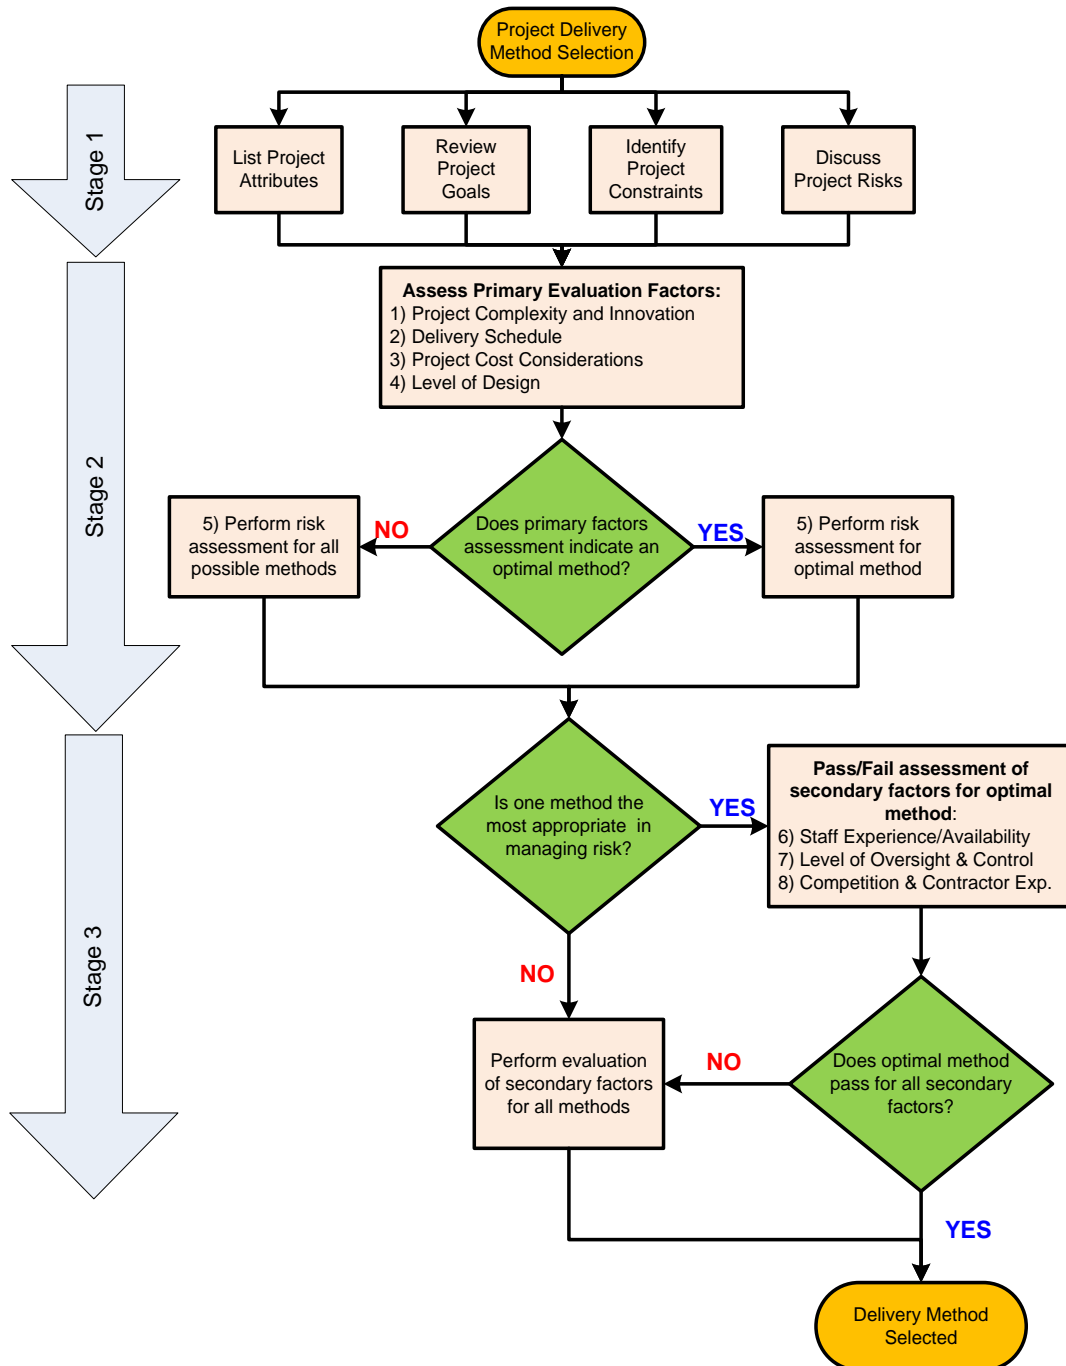 Project Delivery
Method Selection
Stage 1
List Project
Attributes
Review
Project
Goals
Identify
Project
Constraints
Discuss
Project Risks
Stage 2
Assess Primary Evaluation Factors:
1) Project Complexity and Innovation
2) Delivery Schedule
3) Project Cost Considerations
4) Level of Design
5) Perform risk
assessment for all
possible methods
NO
Does primary factors
assessment indicate an
optimal method?
YES
5) Perform risk
assessment for
optimal method
Stage 3
Is one method the
most appropriate in
managing risk?
YES
Pass/Fail assessment of
secondary factors for optimal
method:
6) Staff Experience/Availability
7) Level of Oversight & Control
8) Competition & Contractor Exp.
NO
Perform evaluation
of secondary factors
for all methods
NO
Does optimal method
pass for all secondary
factors?
YES
Delivery Method
Selected